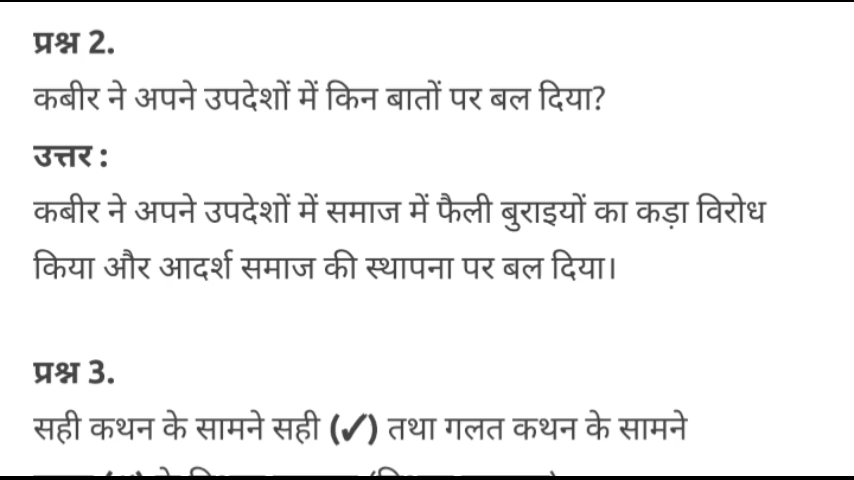 प्रश्न 2.
कबीर ने अपने उपदेशों में किन बातों पर बल दिया?
उत्तर :
कबीर ने अपने उपदेशों में समाज में फैली बुराइयों का कड़ा विरोध
किया और आदर्श समाज की स्थापना पर बल दिया।
प्रश्न 3.
सही कथन के सामने सही (✓) तथा गलत कथन के सामने